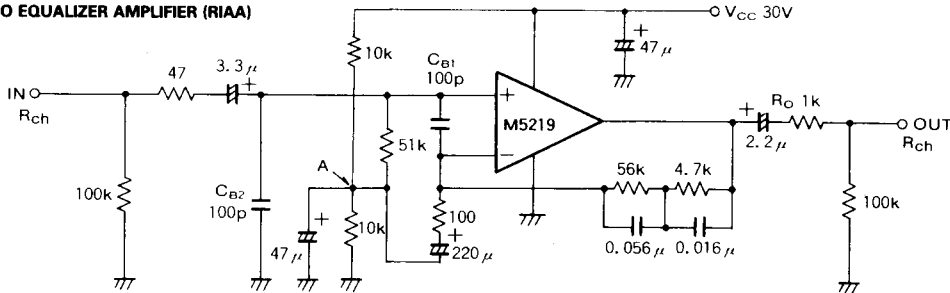 O EQUALIZER AMPLIFIER (RIAA)
VCC 30V
10k
+
47μ
CB1
100p
47
3.3μ
+
IN
Rch
+
M5219
−
RO 1k
+
2.2μ
OUT
Rch
51k
A
56k
4.7k
100k
CB2
100p
100
100k
+
47μ
10k
+
220μ
0.056μ
0.016μ